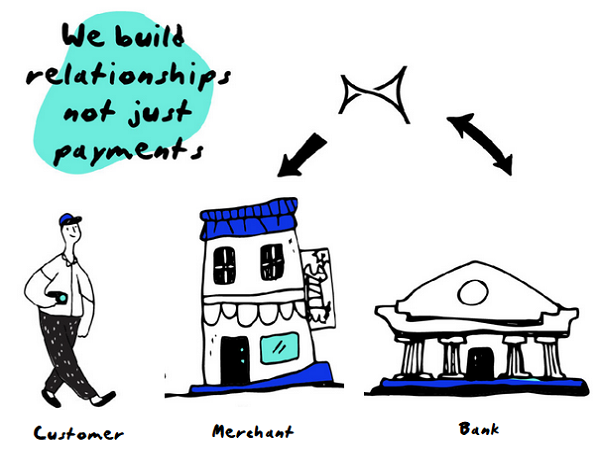 We build
relationships
not just
payments
Customer
Merchant
Bank